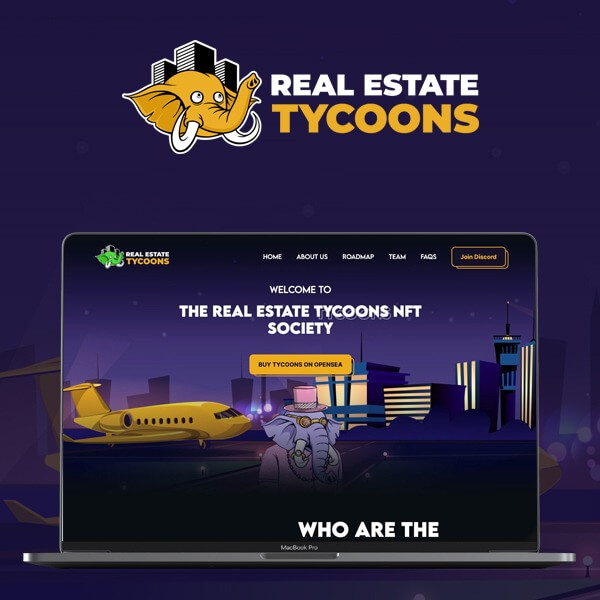 REAL ESTATE
TYCOONS
REAL ESTATE
TYCOONS
HOME ABOUT US ROADMAP TEAM FAQS Join Discord
WELCOME TO
THE REAL ESTATE TYCOONS NFT
SOCIETY
BUY TYCOONS ON OPENSEA
WHO ARE THE
MacBook Pro